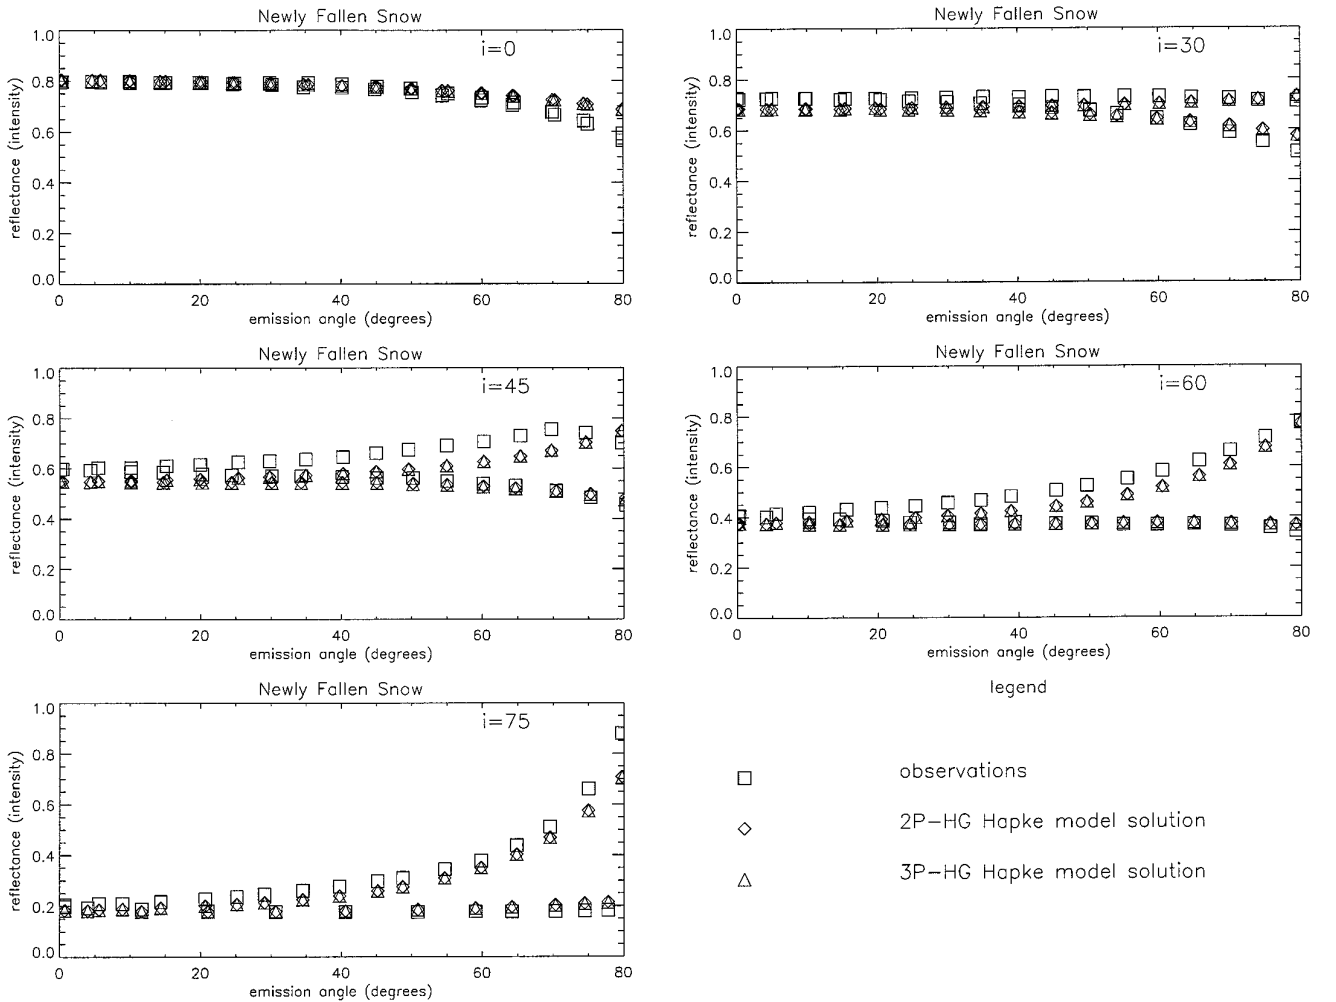 Newly Fallen Snow
i=0
reflectance (intensity)
1.0
0.8
0.6
0.4
0.2
0.0
0 20 40 60 80
emission angle (degrees)
Newly Fallen Snow
i=30
reflectance (intensity)
1.0
0.8
0.6
0.4
0.2
0.0
0 20 40 60 80
emission angle (degrees)
Newly Fallen Snow
i=45
reflectance (intensity)
1.0
0.8
0.6
0.4
0.2
0.0
0 20 40 60 80
emission angle (degrees)
Newly Fallen Snow
i=60
reflectance (intensity)
1.0
0.8
0.6
0.4
0.2
0.0
0 20 40 60 80
emission angle (degrees)
Newly Fallen Snow
i=75
reflectance (intensity)
1.0
0.8
0.6
0.4
0.2
0.0
0 20 40 60 80
emission angle (degrees)
legend
observations
2P-HG Hapke model solution
3P-HG Hapke model solution